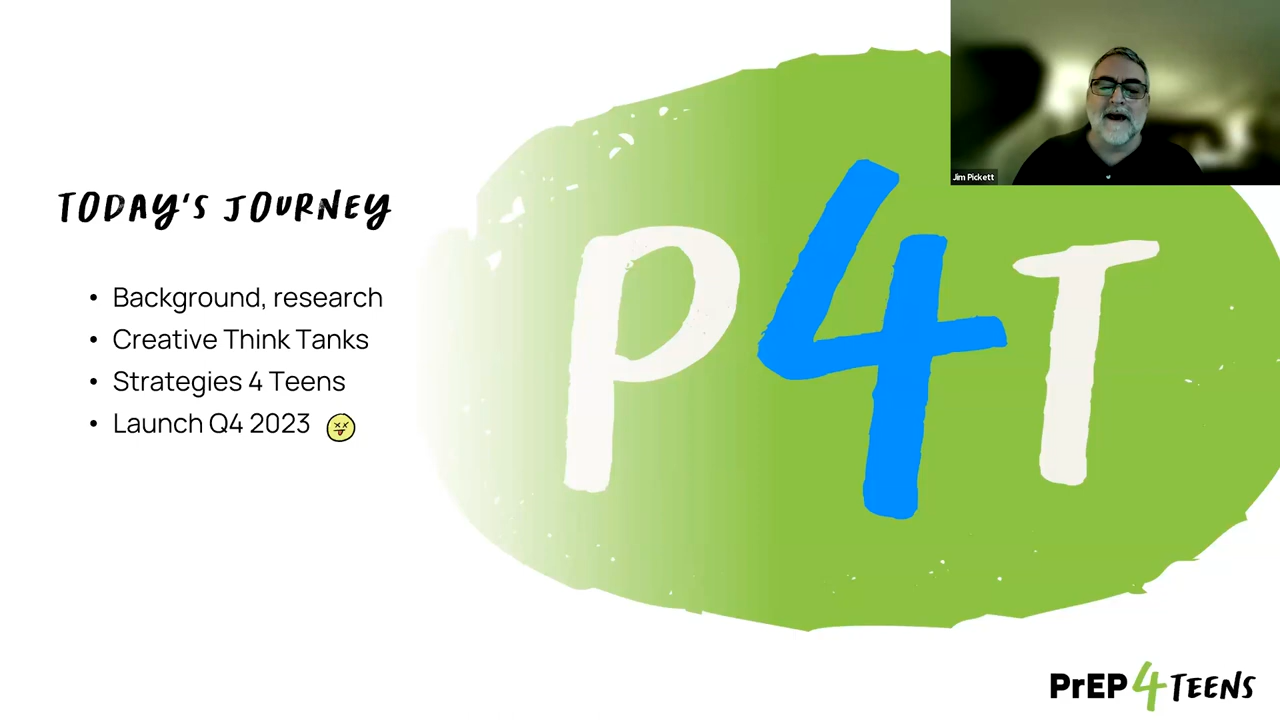 Jim Pickett
TODAY'S JOURNEY
• Background, research
• Creative Think Tanks
• Strategies 4 Teens
• Launch Q4 2023
P4T
PrEP4TEENS